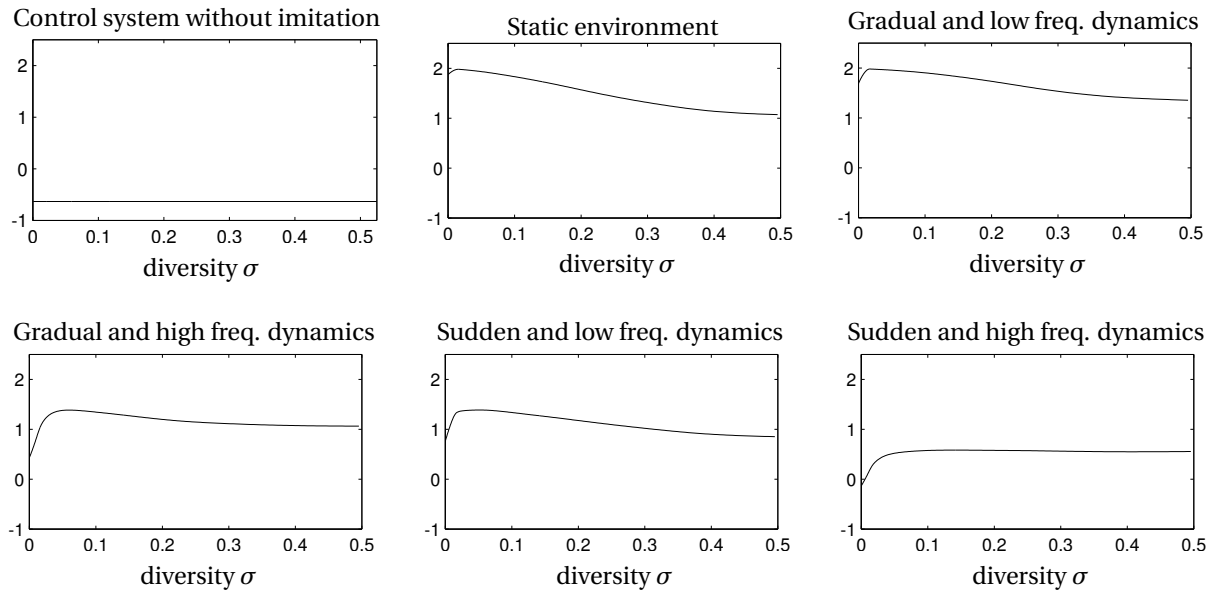 Control system without imitation
2
1
0
-1
0 0.1 0.2 0.3 0.4 0.5
diversity σ
Static environment
2
1
0
-1
0 0.1 0.2 0.3 0.4 0.5
diversity σ
Gradual and low freq. dynamics
2
1
0
-1
0 0.1 0.2 0.3 0.4 0.5
diversity σ
Gradual and high freq. dynamics
2
1
0
-1
0 0.1 0.2 0.3 0.4 0.5
diversity σ
Sudden and low freq. dynamics
2
1
0
-1
0 0.1 0.2 0.3 0.4 0.5
diversity σ
Sudden and high freq. dynamics
2
1
0
-1
0 0.1 0.2 0.3 0.4 0.5
diversity σ